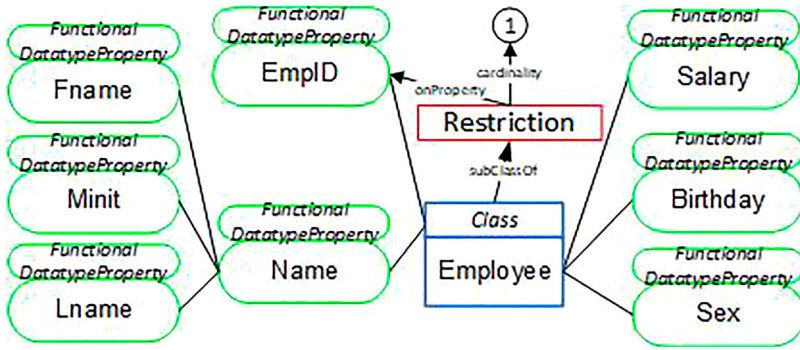 Functional
DatatypeProperty
Fname
Functional
DatatypeProperty
EmpID
1
cardinality
onProperty
Restriction
subClassOf
Functional
DatatypeProperty
Salary
Functional
DatatypeProperty
Minit
Functional
DatatypeProperty
Birthday
Functional
DatatypeProperty
Name
Class
Employee
Functional
DatatypeProperty
Lname
Functional
DatatypeProperty
Sex